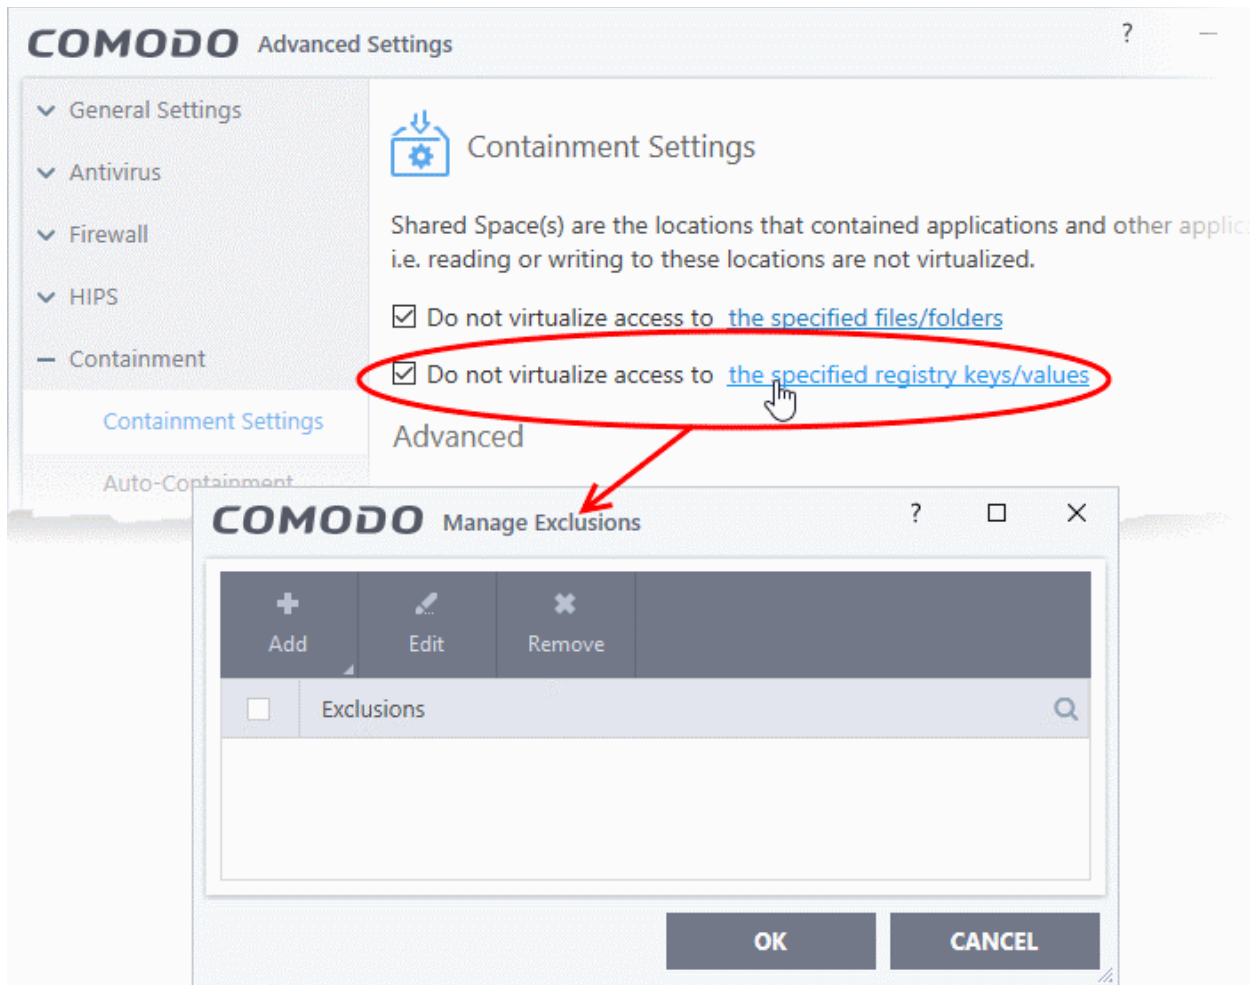 COMODO Advanced Settings ?
General Settings
Antivirus
Firewall
HIPS
Containment
Containment Settings
Auto-Containment
Containment Settings
Shared Space(s) are the locations that contained applications and other applic
i.e. reading or writing to these locations are not virtualized.
Do not virtualize access to the specified files/folders
Do not virtualize access to the specified registry keys/values
Advanced
COMODO Manage Exclusions ?
Add
Edit
Remove
Exclusions
OK
CANCEL